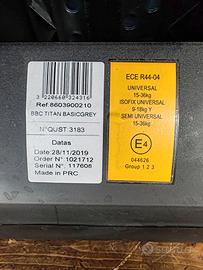 3 220660 324316
Ref. 8603900210
BBC TITAN BASICGREY
N°QUST 3183
Datas
Date: 28/11/2019
Order N° 1021712
Serial N° 117606
Made in PRC
ECE R44-04
UNIVERSAL
15-36kg
ISOFIX UNIVERSAL
9-18kg Y
SEMI UNIVERSAL
15-36kg
E4
044626
Group 1 2 3
subito